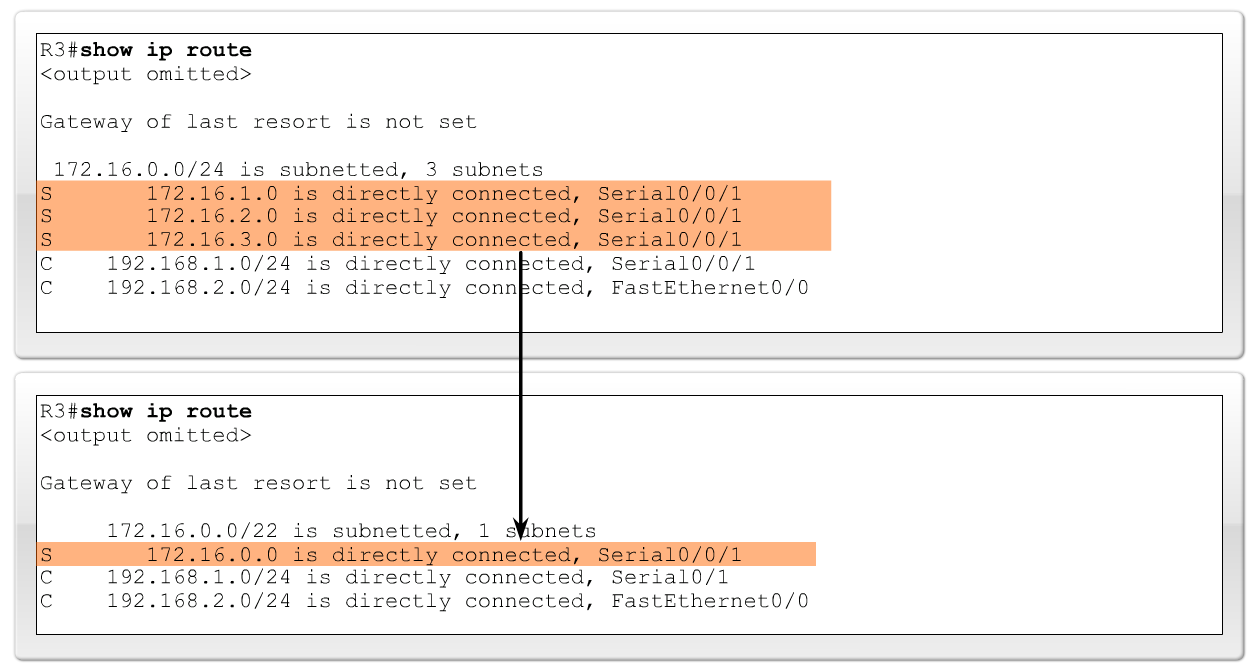 R3#show ip route
<output omitted>
Gateway of last resort is not set
172.16.0.0/24 is subnetted, 3 subnets
S 172.16.1.0 is directly connected, Serial0/0/1
S 172.16.2.0 is directly connected, Serial0/0/1
S 172.16.3.0 is directly connected, Serial0/0/1
C 192.168.1.0/24 is directly connected, Serial0/0/1
C 192.168.2.0/24 is directly connected, FastEthernet0/0
R3#show ip route
<output omitted>
Gateway of last resort is not set
172.16.0.0/22 is subnetted, 1 subnets
S 172.16.0.0 is directly connected, Serial0/0/1
C 192.168.1.0/24 is directly connected, Serial0/1
C 192.168.2.0/24 is directly connected, FastEthernet0/0